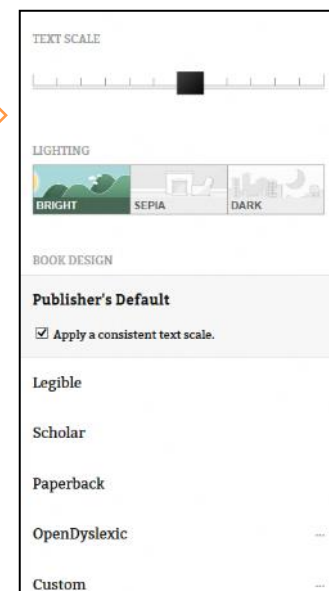 TEXT SCALE
LIGHTING
BRIGHT SEPIA DARK
BOOK DESIGN
Publisher's Default
Apply a consistent text scale.
Legible
Scholar
Paperback
OpenDyslexic ...
Custom ...